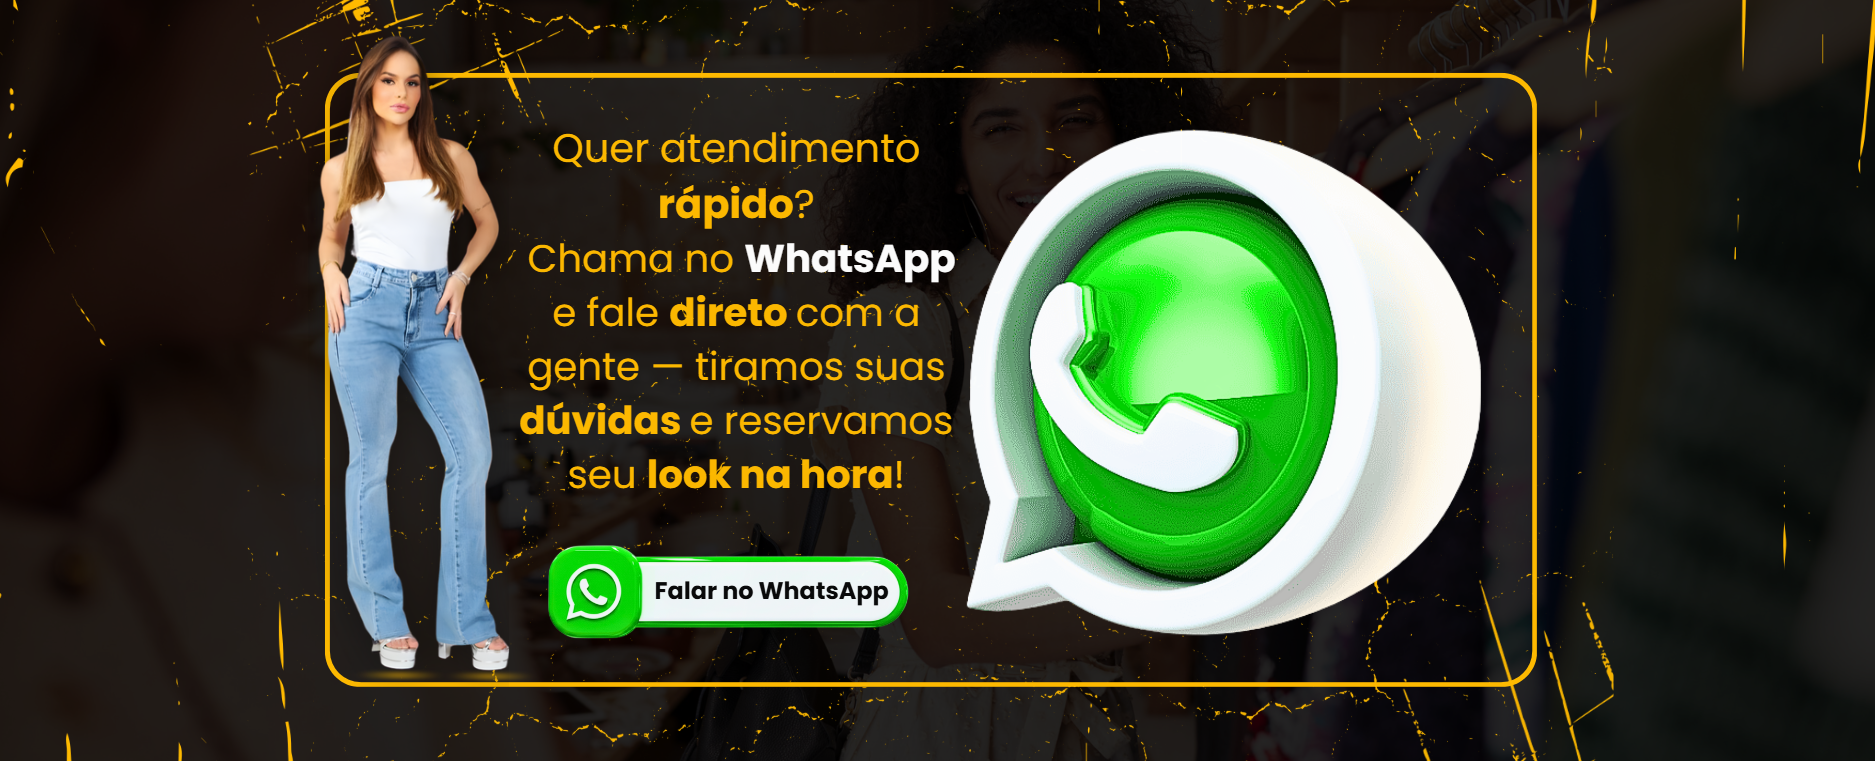 Quer atendimento
rápido?
Chama no WhatsApp
e fale direto com a
gente — tiramos suas
dúvidas e reservamos
seu look na hora!
Falar no WhatsApp